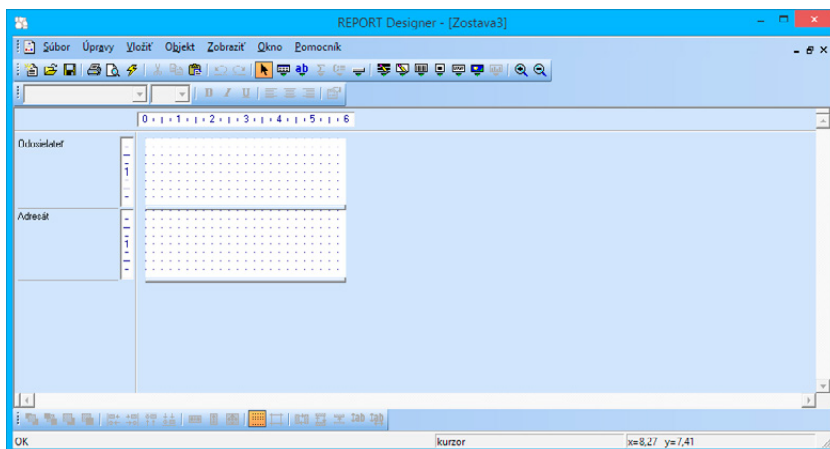 REPORT Designer - [Zostava3]
Súbor Úpravy Vložiť Objekt Zobraziť Okno Pomocník
ab
B I U
0 1 2 3 4 5 6
Odosielateľ
1
Adresát
1
OK kurzor x=8,27 y=7,41